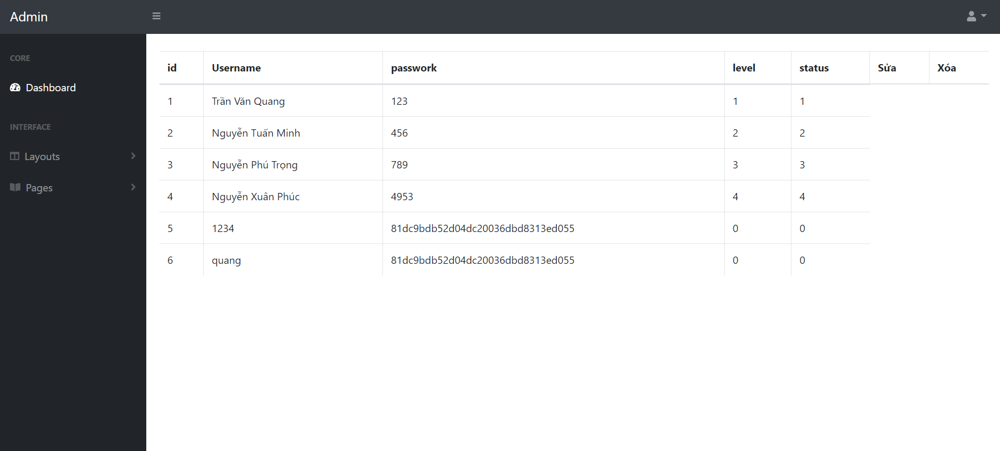 Admin
CORE
Dashboard
INTERFACE
Layouts
Pages
id Username passwork level status Sửa Xóa
1 Trần Văn Quang 123 1 1
2 Nguyễn Tuấn Minh 456 2 2
3 Nguyễn Phú Trọng 789 3 3
4 Nguyễn Xuân Phúc 4953 4 4
5 1234 81dc9bdb52d04dc20036dbd8313ed055 0 0
6 quang 81dc9bdb52d04dc20036dbd8313ed055 0 0